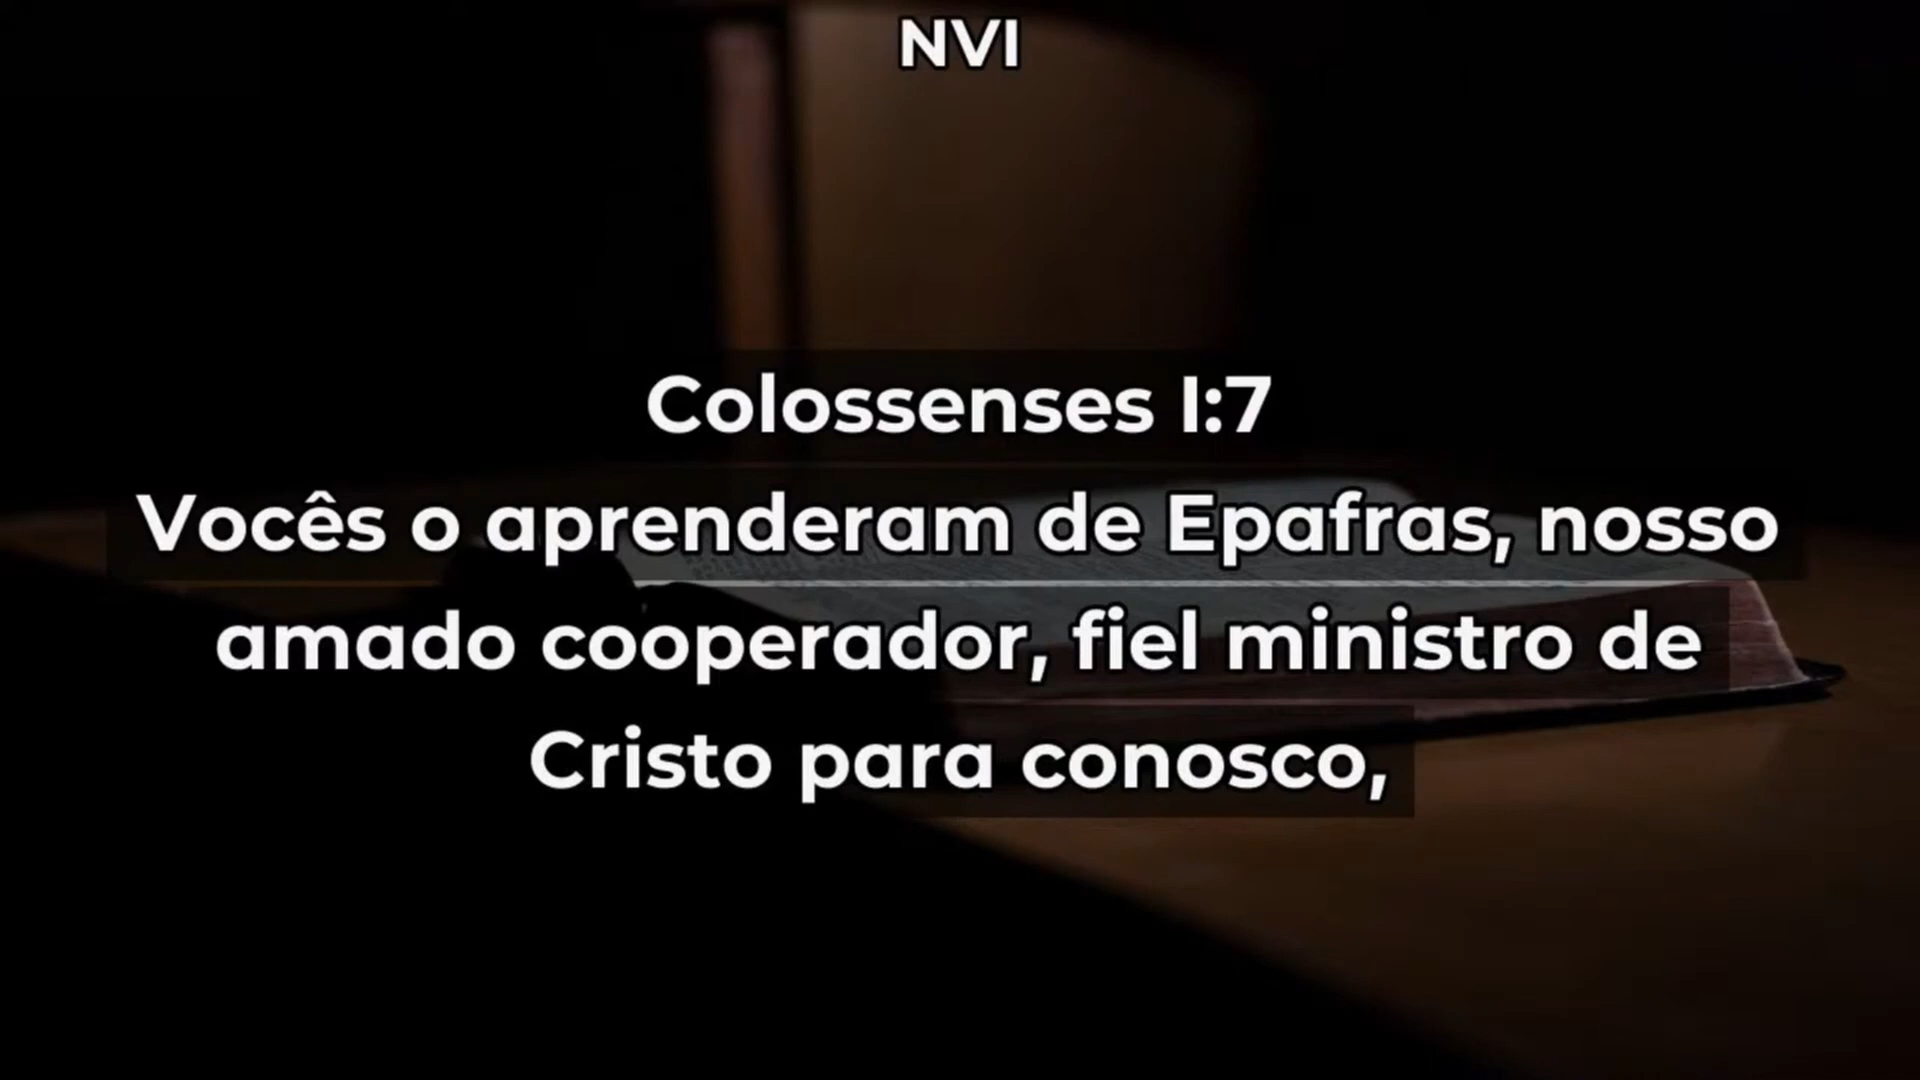 NVI
Colossenses 1:7
Vocês o aprenderam de Epafras, nosso
amado cooperador, fiel ministro de
Cristo para conosco,